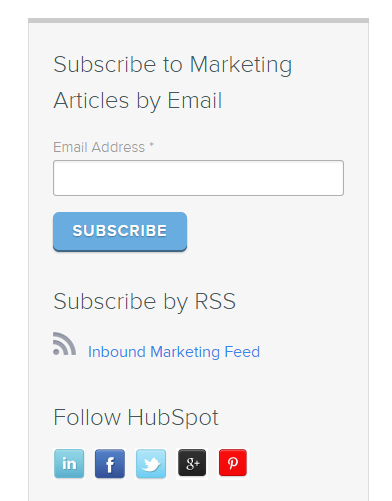 Subscribe to Marketing
Articles by Email
Email Address *
SUBSCRIBE
Subscribe by RSS
Inbound Marketing Feed
Follow HubSpot
in f g+